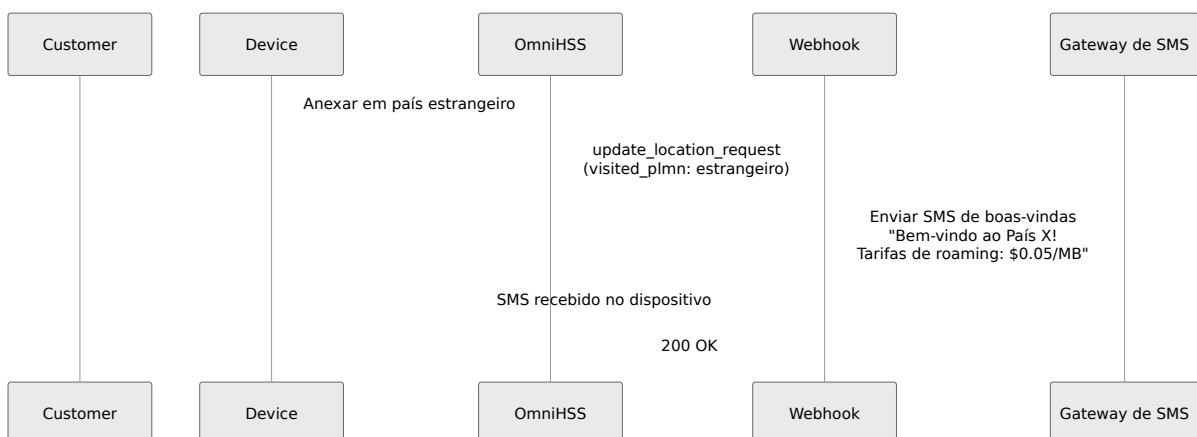 Customer
Device
OmniHSS
Webhook
Gateway de SMS
Anexar em país estrangeiro
update_location_request
(visited_plmn: estrangeiro)
Enviar SMS de boas-vindas
"Bem-vindo ao País X!
Tarifas de roaming: $0.05/MB"
SMS recebido no dispositivo
200 OK
Customer
Device
OmniHSS
Webhook
Gateway de SMS